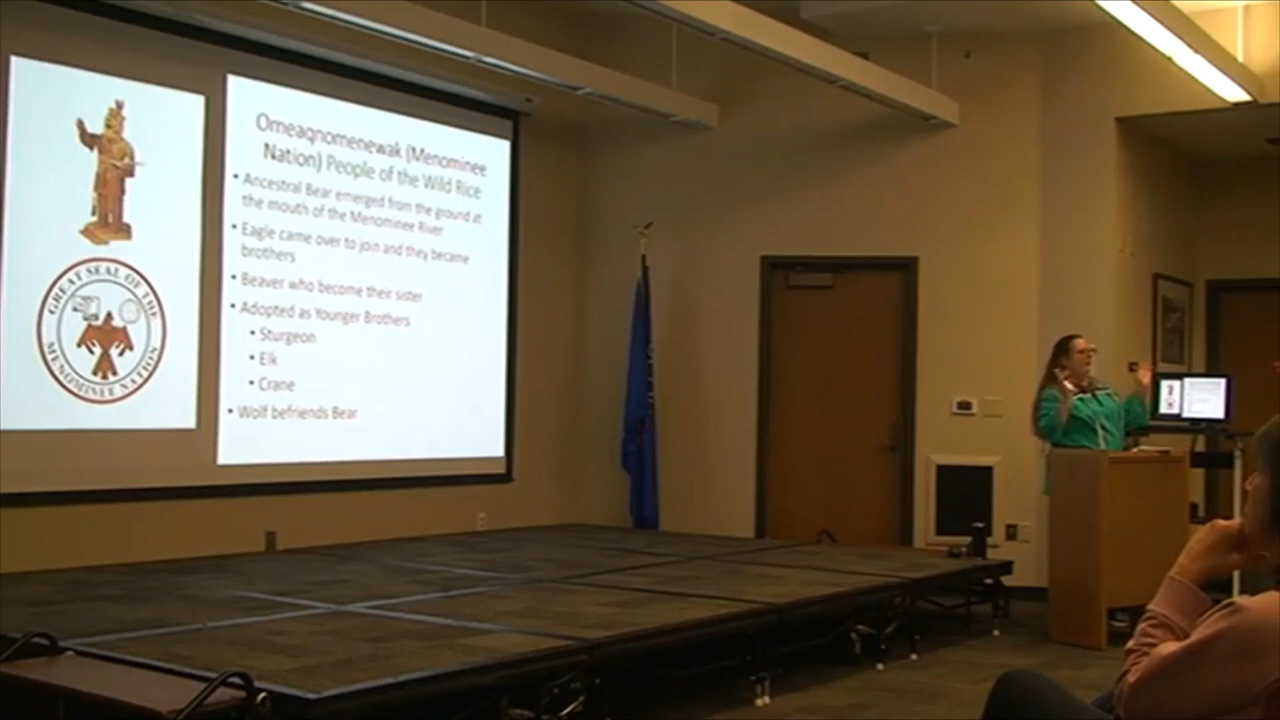 Omeaqnomenewak (Menominee
Nation) People of the Wild Rice
• Ancestral Bear emerged from the ground at
the mouth of the Menominee River
• Eagle came over to join and they became
brothers
• Beaver who become their sister
• Adopted as Younger Brothers
• Sturgeon
• Elk
• Crane
• Wolf befriends Bear
GREAT SEAL OF THE
MENOMINEE NATION